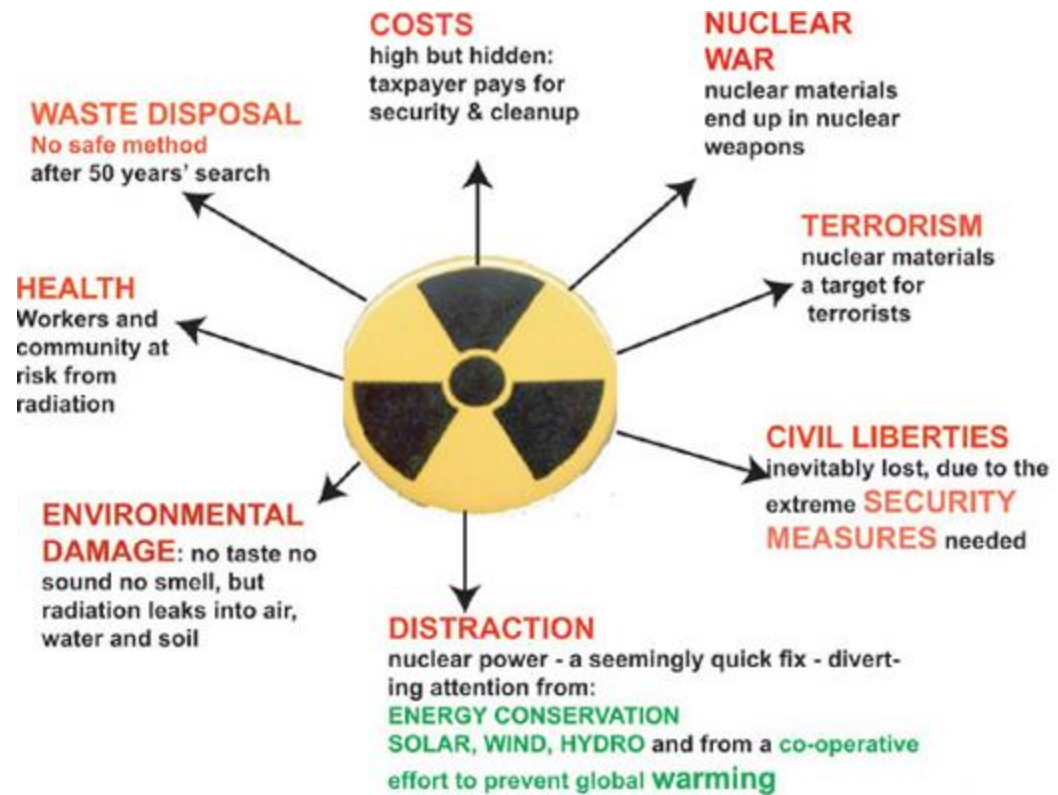 COSTS
high but hidden:
taxpayer pays for
security & cleanup
NUCLEAR
WAR
nuclear materials
end up in nuclear
weapons
WASTE DISPOSAL
No safe method
after 50 years’ search
TERRORISM
nuclear materials
a target for
terrorists
HEALTH
Workers and
community at
risk from
radiation
CIVIL LIBERTIES
inevitably lost, due to the
extreme SECURITY
MEASURES needed
ENVIRONMENTAL
DAMAGE: no taste no
sound no smell, but
radiation leaks into air,
water and soil
DISTRACTION
nuclear power - a seemingly quick fix - divert-
ing attention from:
ENERGY CONSERVATION
SOLAR, WIND, HYDRO and from a co-operative
effort to prevent global warming